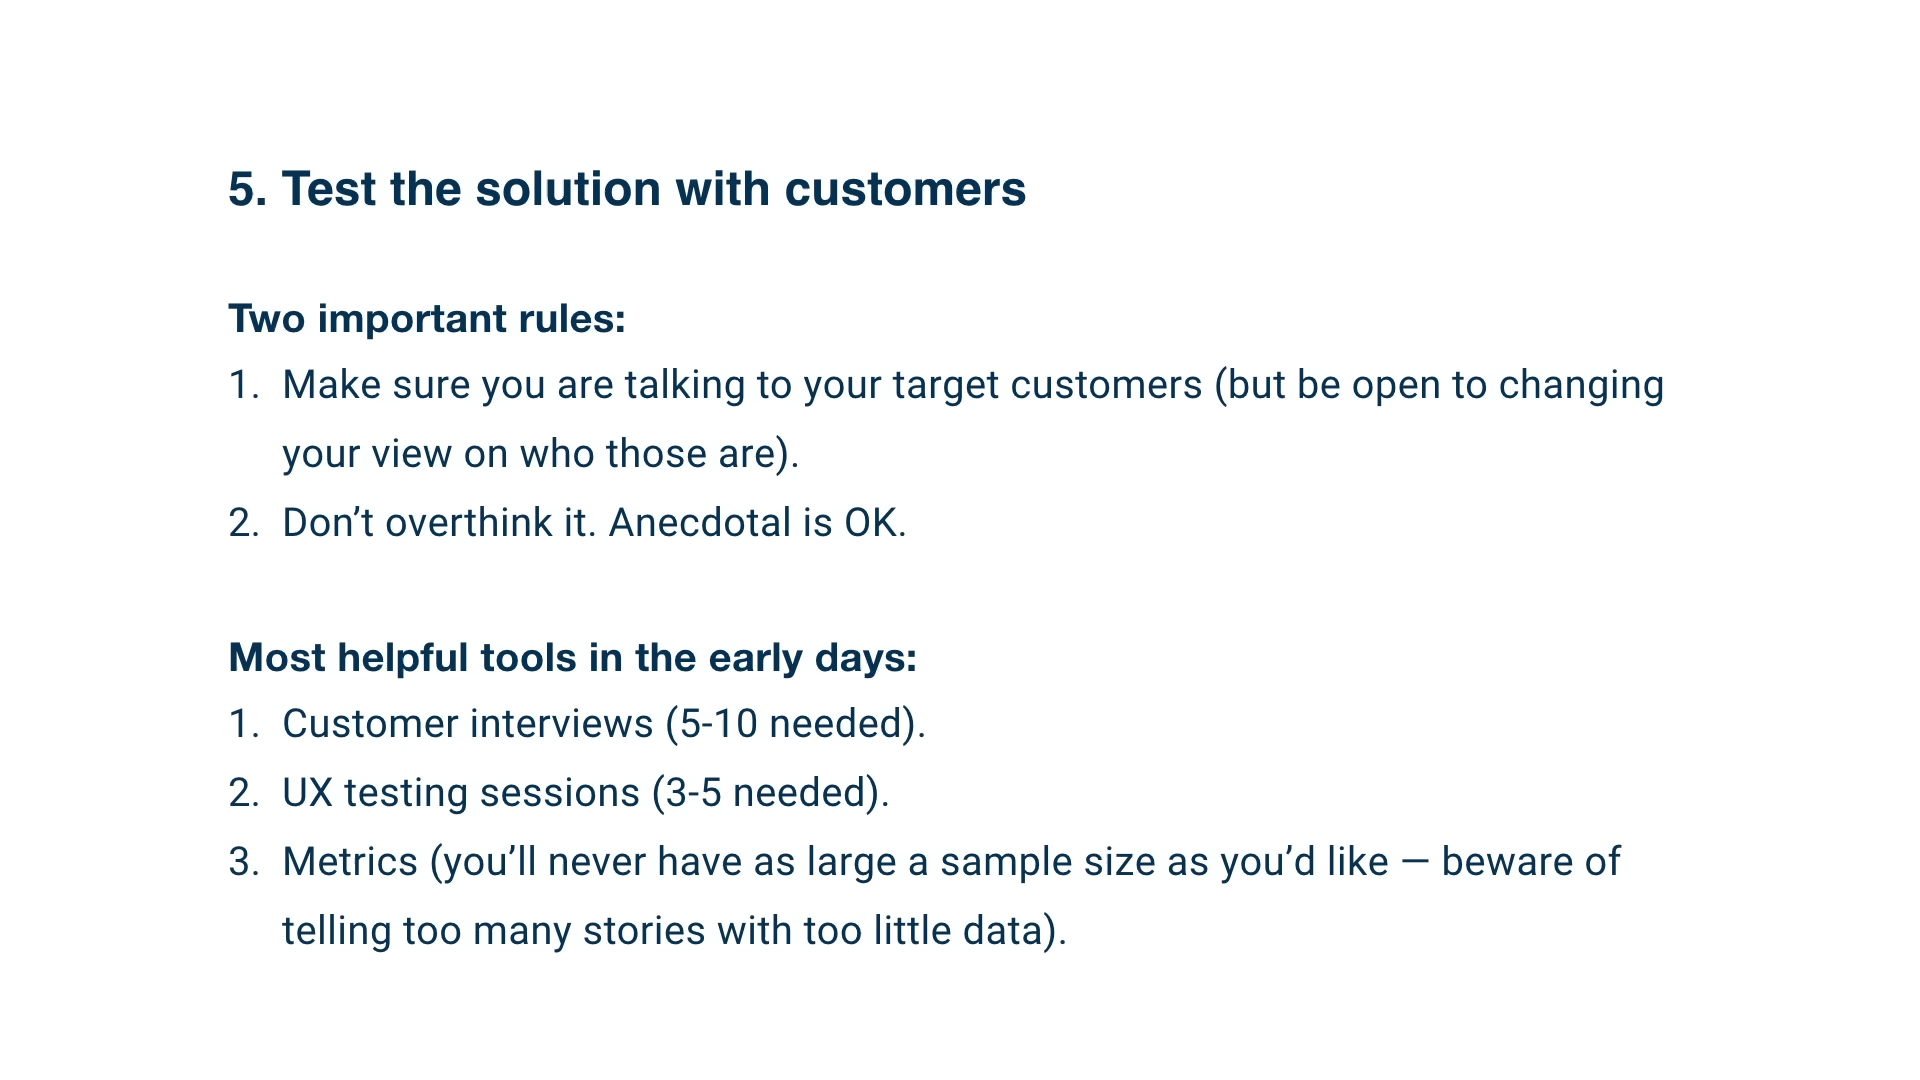 5. Test the solution with customers
Two important rules:
1. Make sure you are talking to your target customers (but be open to changing
your view on who those are).
2. Don’t overthink it. Anecdotal is OK.
Most helpful tools in the early days:
1. Customer interviews (5-10 needed).
2. UX testing sessions (3-5 needed).
3. Metrics (you’ll never have as large a sample size as you’d like — beware of
telling too many stories with too little data).